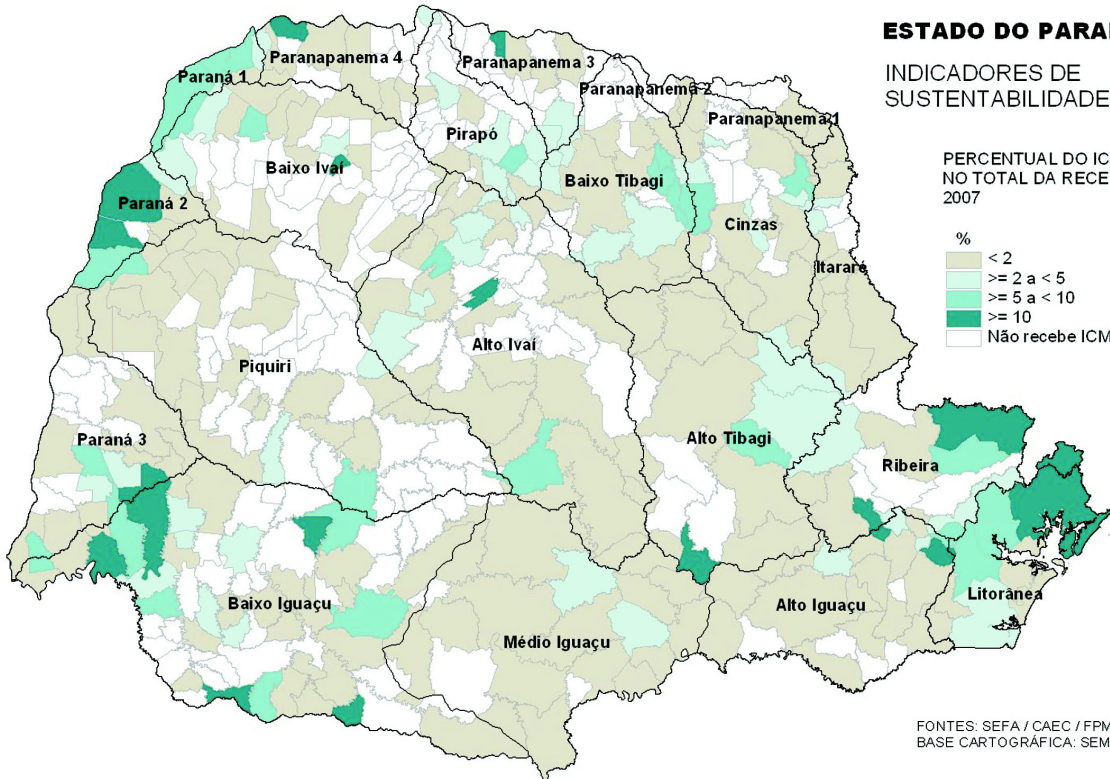 ESTADO DO PARA
INDICADORES DE
SUSTENTABILIDADE
PERCENTUAL DO IC
NO TOTAL DA RECE
2007
%
< 2
>= 2 a < 5
>= 5 a < 10
>= 10
Não recebe ICM
Paranapanema 4
Paranapanema 3
Paraná 1
Paranapanema 2
Paranapanema 1
Pirapó
Baixo Ivaí
Baixo Tibagi
Paraná 2
Cinzas
Itararé
Alto Ivaí
Piquiri
Paraná 3
Alto Tibagi
Ribeira
Baixo Iguaçu
Alto Iguaçu
Litorânea
Médio Iguaçu
FONTES: SEFA / CAEC / FPM
BASE CARTOGRÁFICA: SEM